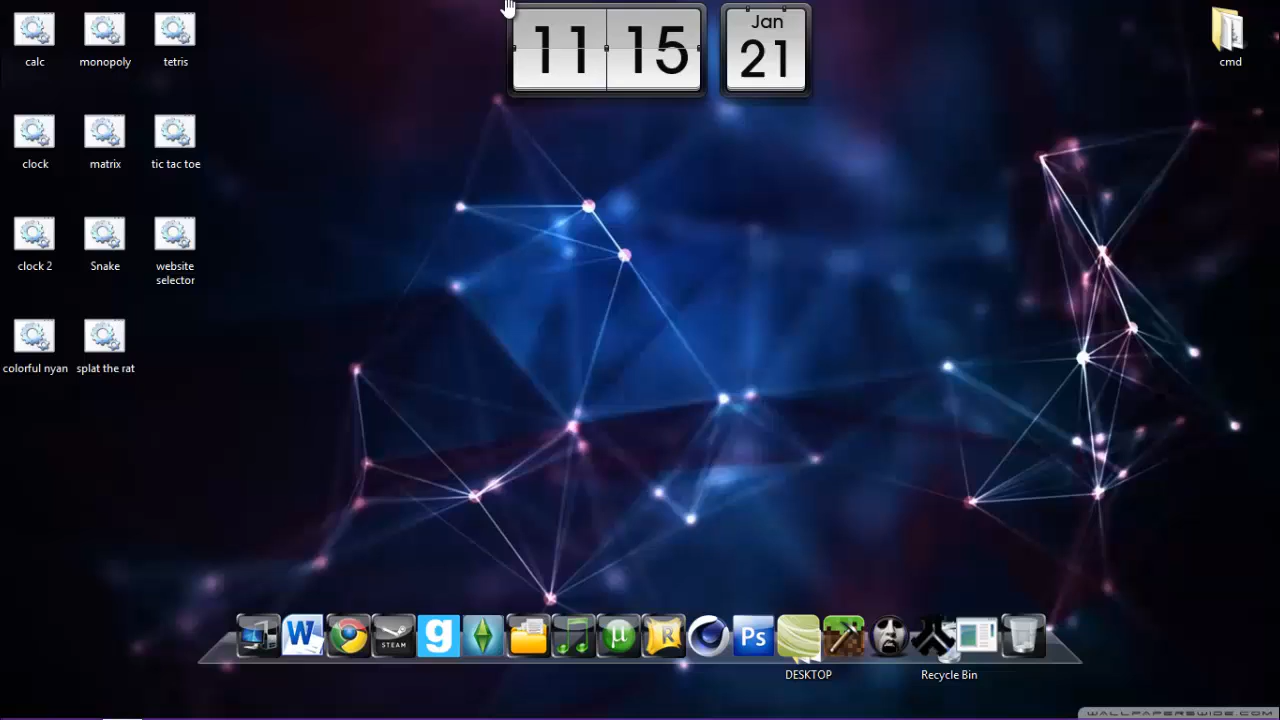 calc
monopoly
tetris
11 15
Jan
21
cmd
clock
matrix
tic tac toe
clock 2
Snake
website
selector
colorful nyan
splat the rat
W
STEAM
g
µ
R
Ps
DESKTOP
Recycle Bin
WALLPAPERSWIDE.COM